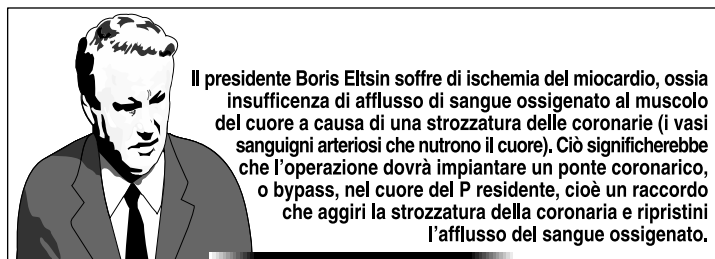 Il presidente Boris Eltsin soffre di ischemia del miocardio, ossia
insufficenza di afflusso di sangue ossigenato al muscolo
del cuore a causa di una strozzatura delle coronarie (i vasi
sanguigni arteriosi che nutrono il cuore). Ciò significherebbe
che l'operazione dovrà impiantare un ponte coronarico,
o bypass, nel cuore del P residente, cioè un raccordo
che aggiri la strozzatura della coronaria e ripristini
l'afflusso del sangue ossigenato.